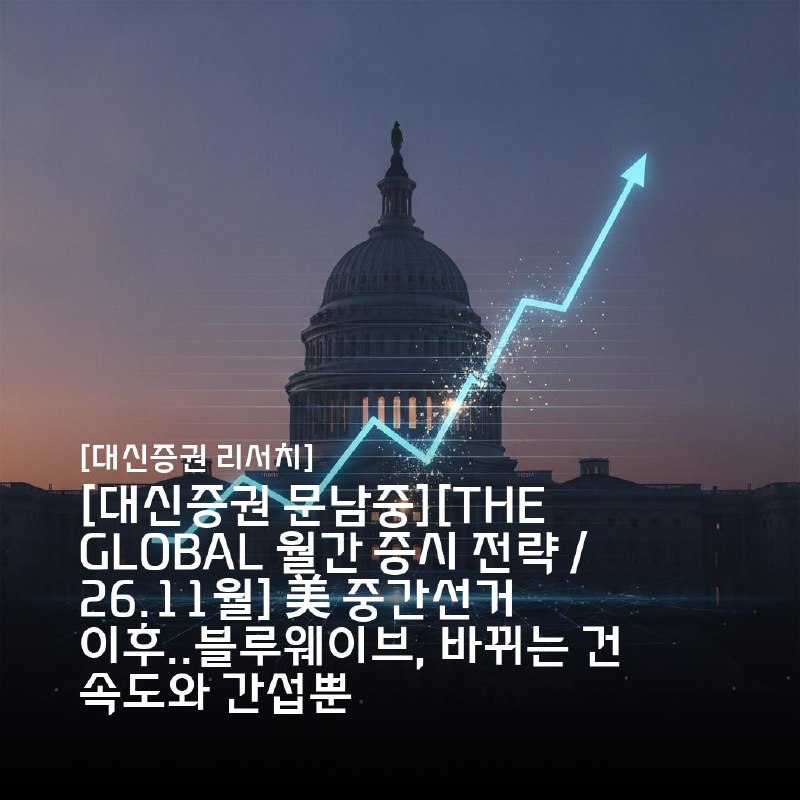 [대신증권 리서치]
[대신증권 문남중][THE
GLOBAL 월간 증시 전략 /
26.11월] 美 중간선거
이후..블루웨이브, 바뀌는 건
속도와 간섭뿐